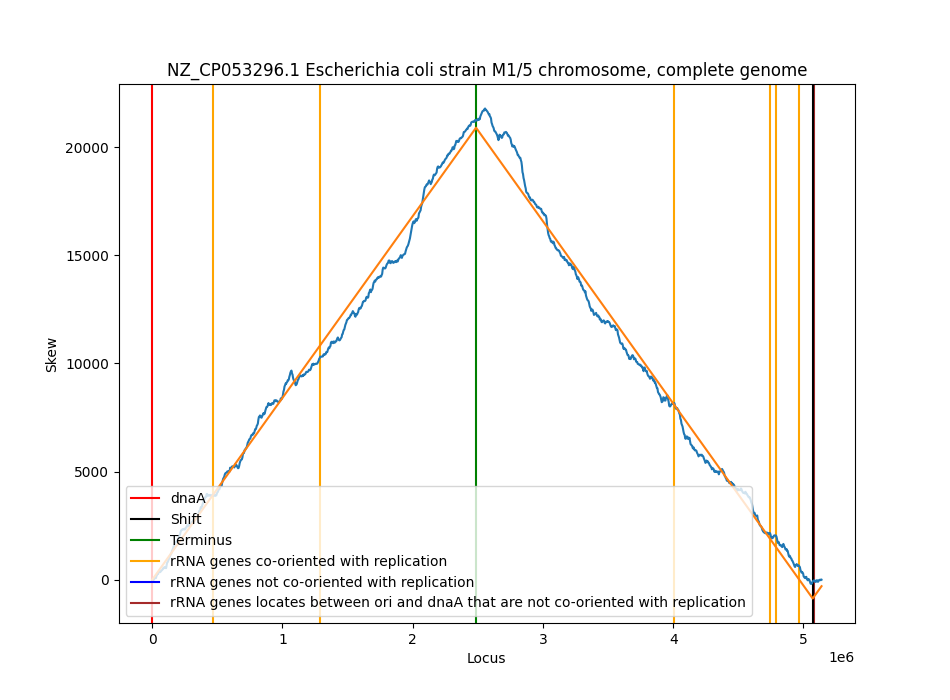 NZ_CP053296.1 Escherichia coli strain M1/5 chromosome, complete genome
20000
15000
10000
5000
0
Skew
dnaA
Shift
Terminus
rRNA genes co-oriented with replication
rRNA genes not co-oriented with replication
rRNA genes locates between ori and dnaA that are not co-oriented with replication
0 1 2 3 4 5
1e6
Locus